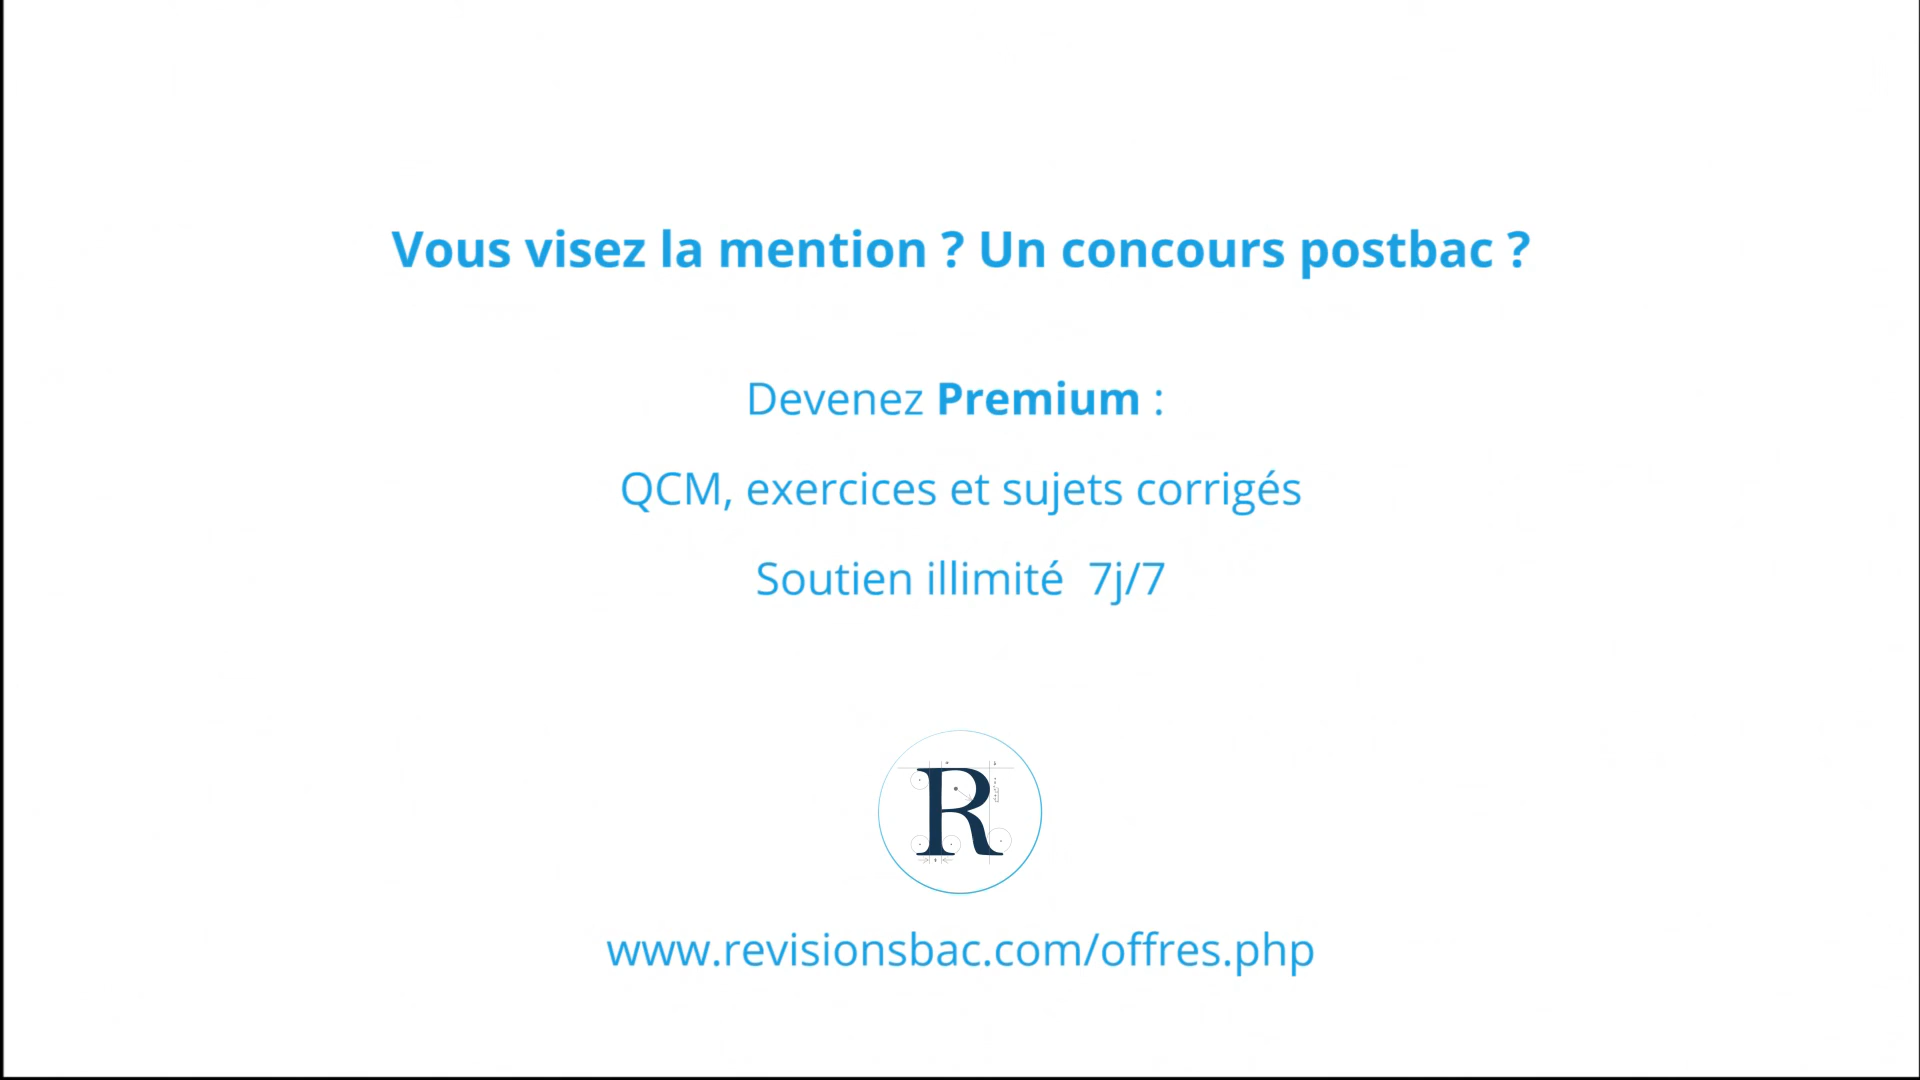 Vous visez la mention ? Un concours postbac ?
Devenez Premium :
QCM, exercices et sujets corrigés
Soutien illimité 7j/7
R
www.revisionsbac.com/offres.php